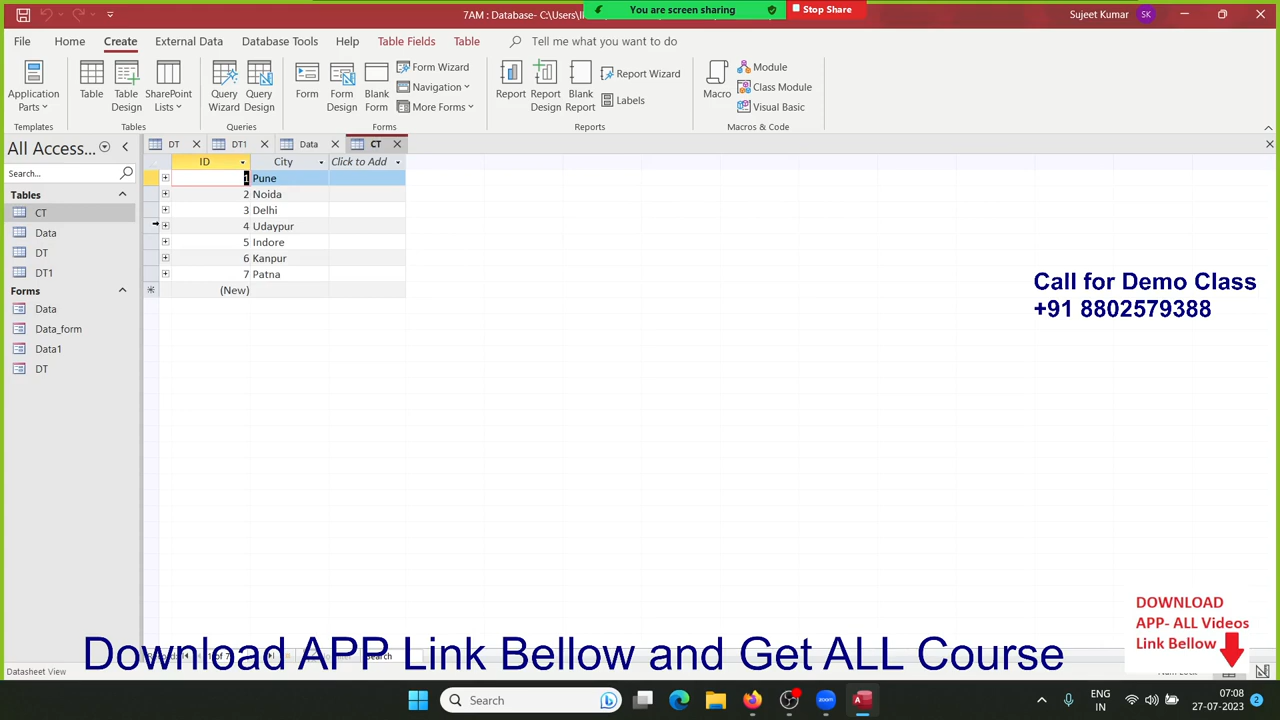 7AM : Database- C:\Users\
You are screen sharing
Stop Share
Sujeet Kumar
SK
File
Home
Create
External Data
Database Tools
Help
Table Fields
Table
Tell me what you want to do
Application Parts
Table
Table Design
SharePoint Lists
Query Wizard
Query Design
Form
Form Design
Blank Form
Form Wizard
Navigation
More Forms
Report
Report Design
Blank Report
Report Wizard
Labels
Macro
Module
Class Module
Visual Basic
Templates
Tables
Queries
Forms
Reports
Macros & Code
All Access...
Search...
Tables
CT
Data
DT
DT1
Forms
Data
Data_form
Data1
DT
DT
DT1
Data
CT
ID City Click to Add
1 Pune
2 Noida
3 Delhi
4 Udaypur
5 Indore
6 Kanpur
7 Patna
(New)
Call for Demo Class
+91 8802579388
DOWNLOAD
APP- ALL Videos
Link Bellow
Download APP Link Bellow and Get ALL Course
Search
Datasheet View
Num Lock
Search
ENG
IN
07:08
27-07-2023
2